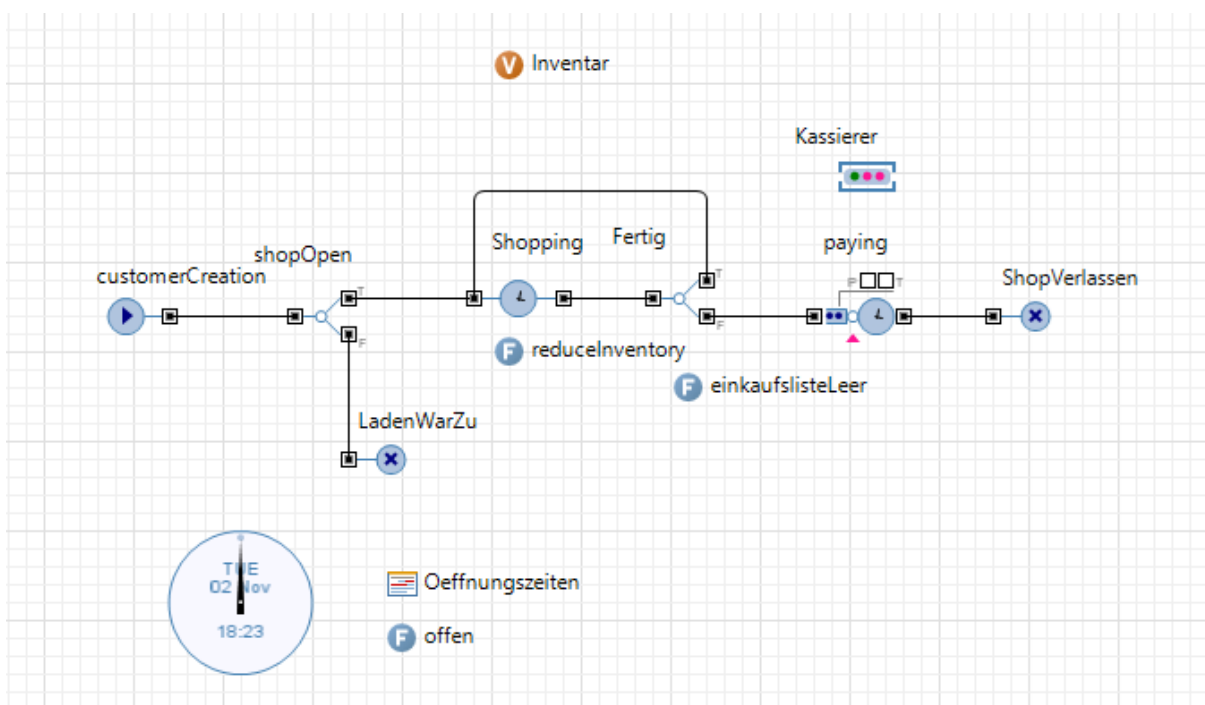 V Inventar
Kassierer
Shopping
Fertig
paying
shopOpen
customerCreation
ShopVerlassen
T
T
P T
F
F
F reduceInventory
F einkaufslisteLeer
LadenWarZu
TUE
02 Nov
18:23
Oeffnungszeiten
F offen